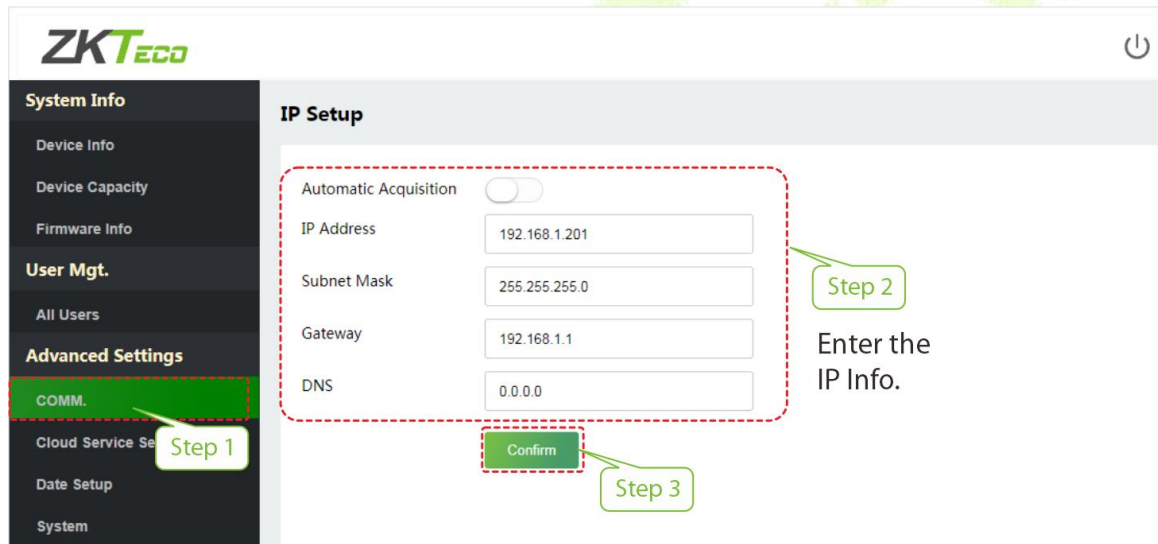 ZKTECO
System Info
Device Info
Device Capacity
Firmware Info
User Mgt.
All Users
Advanced Settings
COMM.
Cloud Service Se
Date Setup
System
IP Setup
Automatic Acquisition
IP Address
192.168.1.201
Subnet Mask
255.255.255.0
Gateway
192.168.1.1
DNS
0.0.0.0
Confirm
Step 1
Step 2
Enter the
IP Info.
Step 3